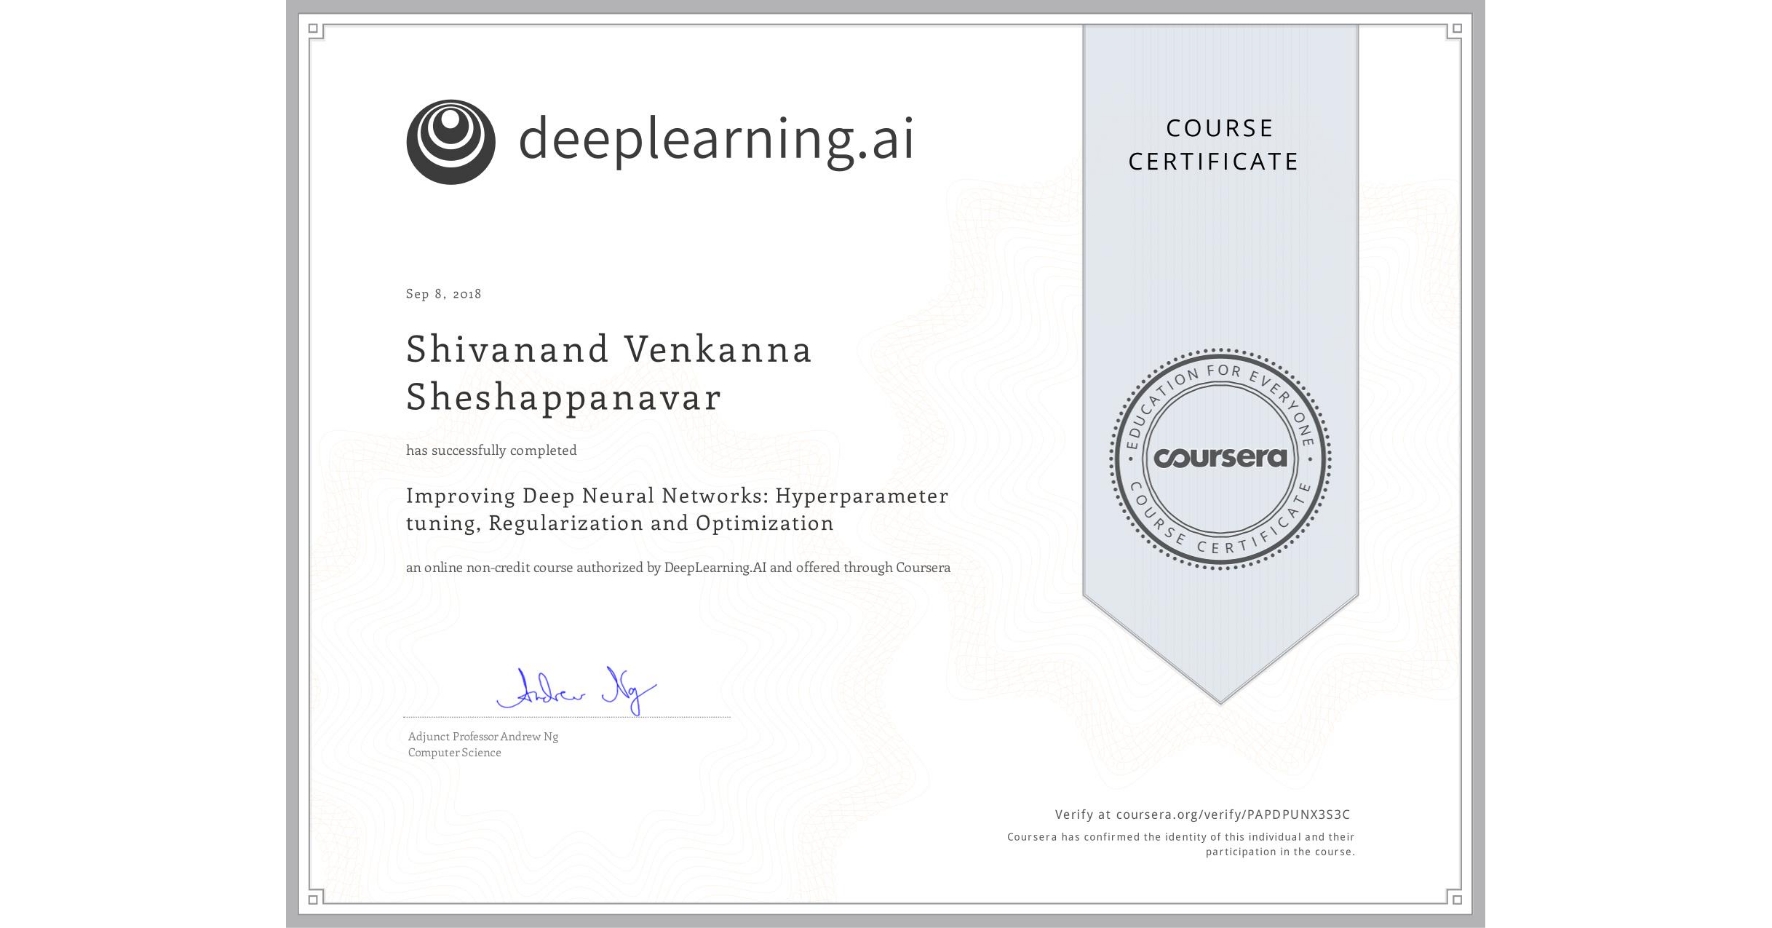 deeplearning.ai
COURSE
CERTIFICATE
Sep 8, 2018
Shivanand Venkanna
Sheshappanavar
has successfully completed
Improving Deep Neural Networks: Hyperparameter
tuning, Regularization and Optimization
an online non-credit course authorized by DeepLearning.AI and offered through Coursera
EDUCATION FOR EVERYONE
coursera
COURSE CERTIFICATE
Andrew Ng
Adjunct Professor Andrew Ng
Computer Science
Verify at coursera.org/verify/PAPDPUNX3S3C
Coursera has confirmed the identity of this individual and their
participation in the course.